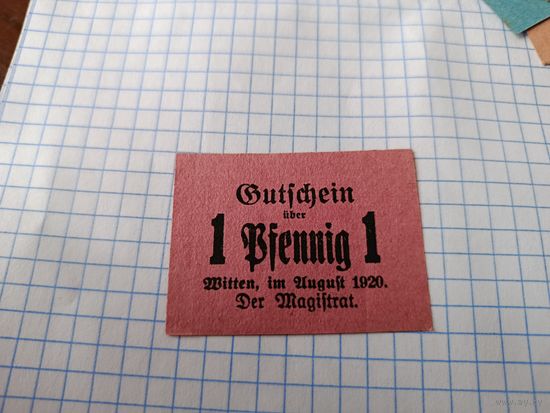 Gutschein
über
1 Pfennig 1
Witten, im August 1920.
Der Magistrat.